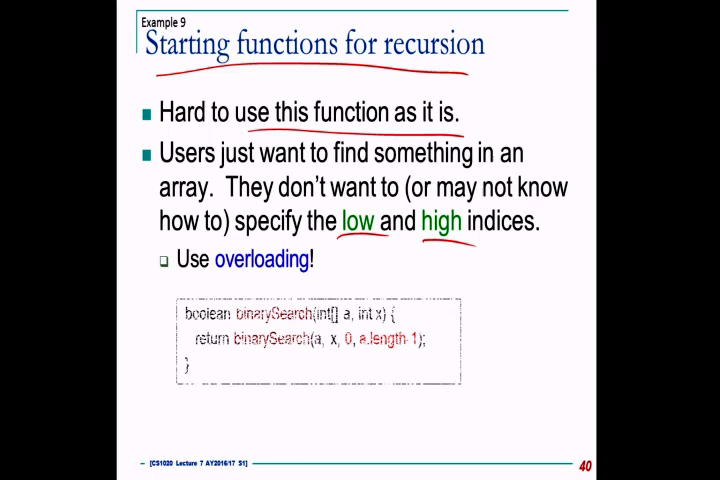 Example 9
Starting functions for recursion
Hard to use this function as it is.
Users just want to find something in an
array. They don't want to (or may not know
how to) specify the low and high indices.
Use overloading!
boolean binarySearch(int[] a, int x) {
return binarySearch(a, x, 0, a.length-1);
}
[CS1020 Lecture 7 AY2016/17 S1]
40